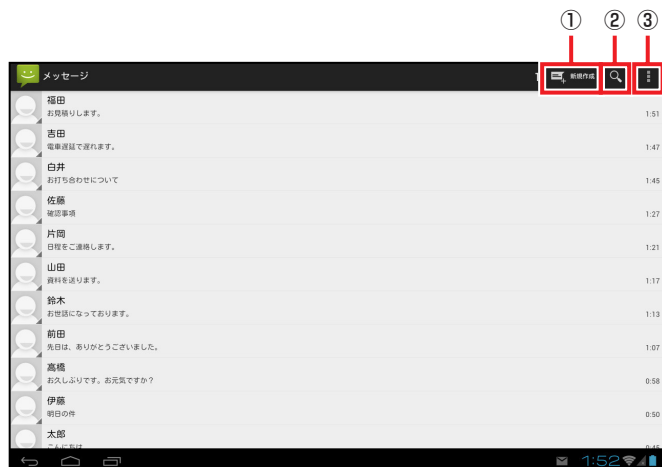 ① ② ③
メッセージ
新規作成
福田
お見積りします。
1:51
吉田
電車遅延で遅れます。
1:47
白井
お打ち合わせについて
1:45
佐藤
確認事項
1:27
片岡
日程をご連絡します。
1:21
山田
資料を送ります。
1:17
鈴木
お世話になっております。
1:13
前田
先日は、ありがとうございました。
1:07
高橋
お久しぶりです。お元気ですか？
0:58
伊藤
明日の件
0:50
太郎
こんにちは
0:45
1:52